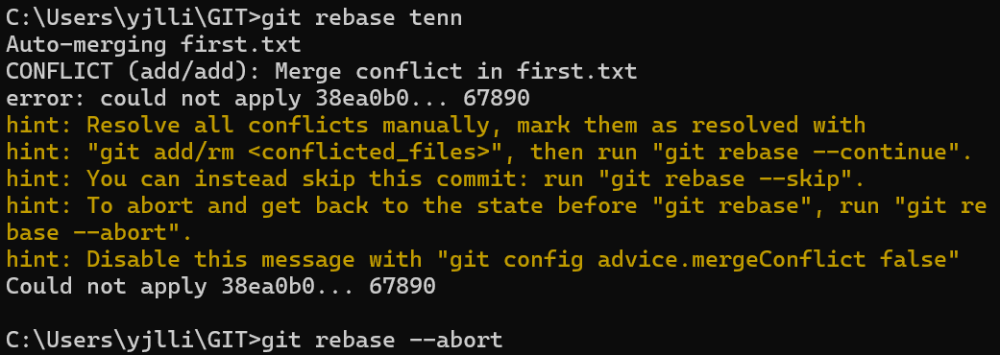 C:\Users\yjlli\GIT>git rebase tenn
Auto-merging first.txt
CONFLICT (add/add): Merge conflict in first.txt
error: could not apply 38ea0b0... 67890
hint: Resolve all conflicts manually, mark them as resolved with
hint: "git add/rm <conflicted_files>", then run "git rebase --continue".
hint: You can instead skip this commit: run "git rebase --skip".
hint: To abort and get back to the state before "git rebase", run "git re
base --abort".
hint: Disable this message with "git config advice.mergeConflict false"
Could not apply 38ea0b0... 67890
C:\Users\yjlli\GIT>git rebase --abort